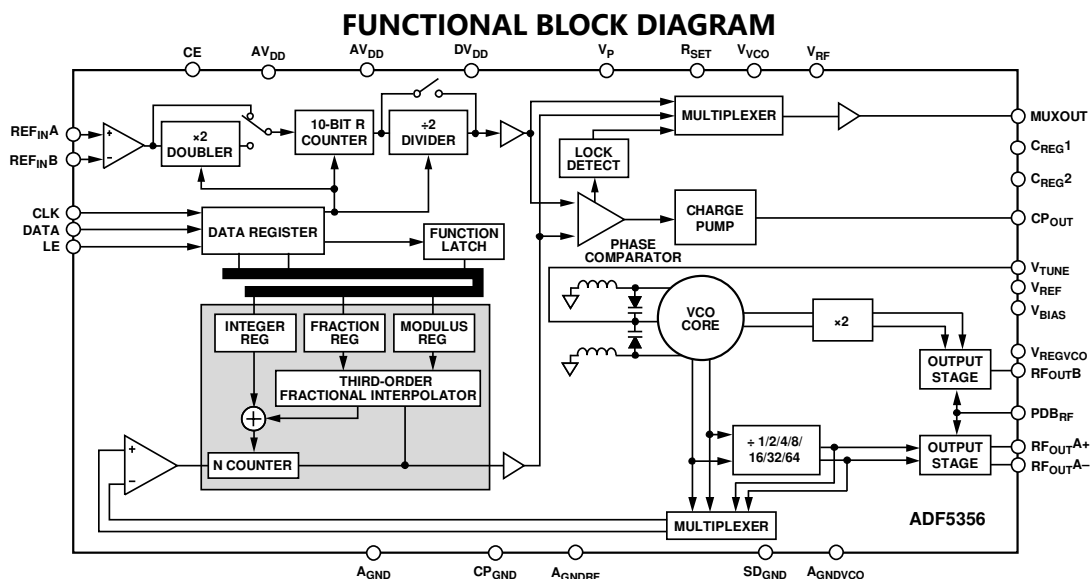 FUNCTIONAL BLOCK DIAGRAM
CE
AVDD
AVDD
DVDD
VP
RSET
VVCO
VRF
REFINA
REFINB
×2
DOUBLER
10-BIT R
COUNTER
÷2
DIVIDER
MULTIPLEXER
MUXOUT
LOCK
DETECT
CREG1
CREG2
CLK
DATA
LE
DATA REGISTER
FUNCTION
LATCH
PHASE
COMPARATOR
CHARGE
PUMP
CPOUT
VTUNE
VREF
VBIAS
VCO
CORE
×2
INTEGER
REG
FRACTION
REG
MODULUS
REG
THIRD-ORDER
FRACTIONAL INTERPOLATOR
OUTPUT
STAGE
VREGVCO
RFOUTB
PDBRF
+
−
+
−
N COUNTER
÷ 1/2/4/8/
16/32/64
OUTPUT
STAGE
RFOUTA+
RFOUTA−
MULTIPLEXER
ADF5356
AGND
CPGND
AGNDRF
SDGND
AGNDVCO